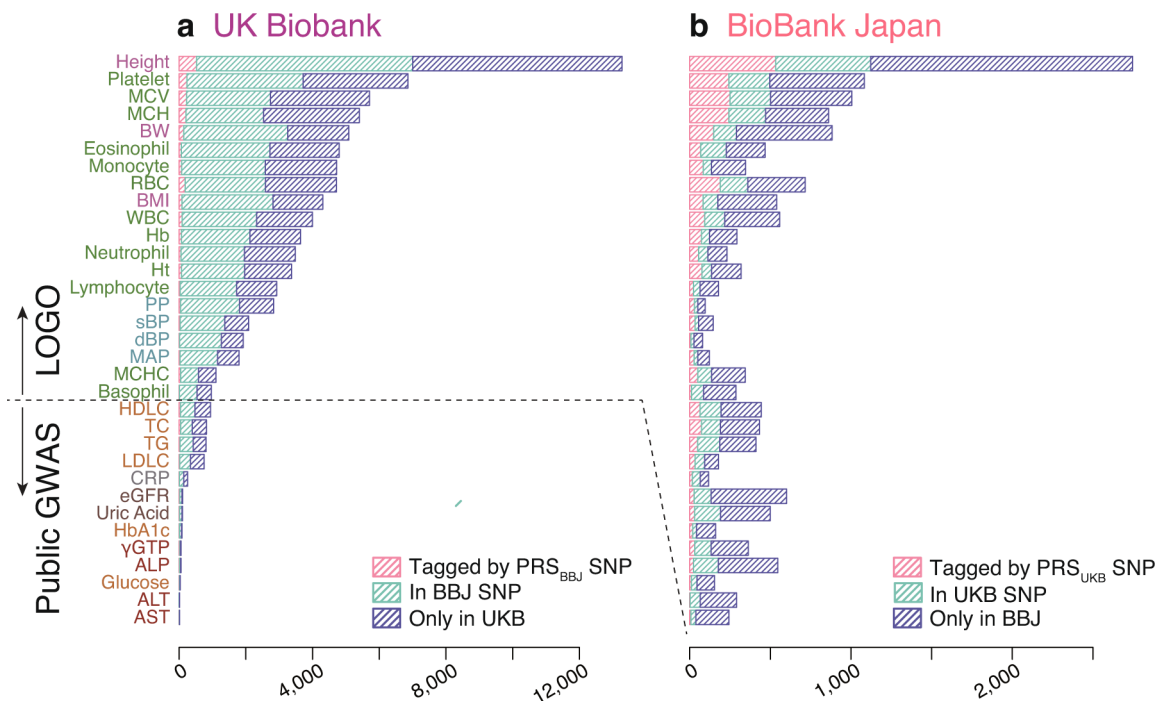 a UK Biobank
b BioBank Japan
Height
Platelet
MCV
MCH
BW
Eosinophil
Monocyte
RBC
BMI
WBC
Hb
Neutrophil
Ht
Lymphocyte
PP
sBP
dBP
MAP
MCHC
Basophil
HDLC
TC
TG
LDLC
CRP
eGFR
Uric Acid
HbA1c
γGTP
ALP
Glucose
ALT
AST
LOGO
Public GWAS
Tagged by PRS_BBJ SNP
In BBJ SNP
Only in UKB
Tagged by PRS_UKB SNP
In UKB SNP
Only in BBJ
0 4,000 8,000 12,000
0 1,000 2,000